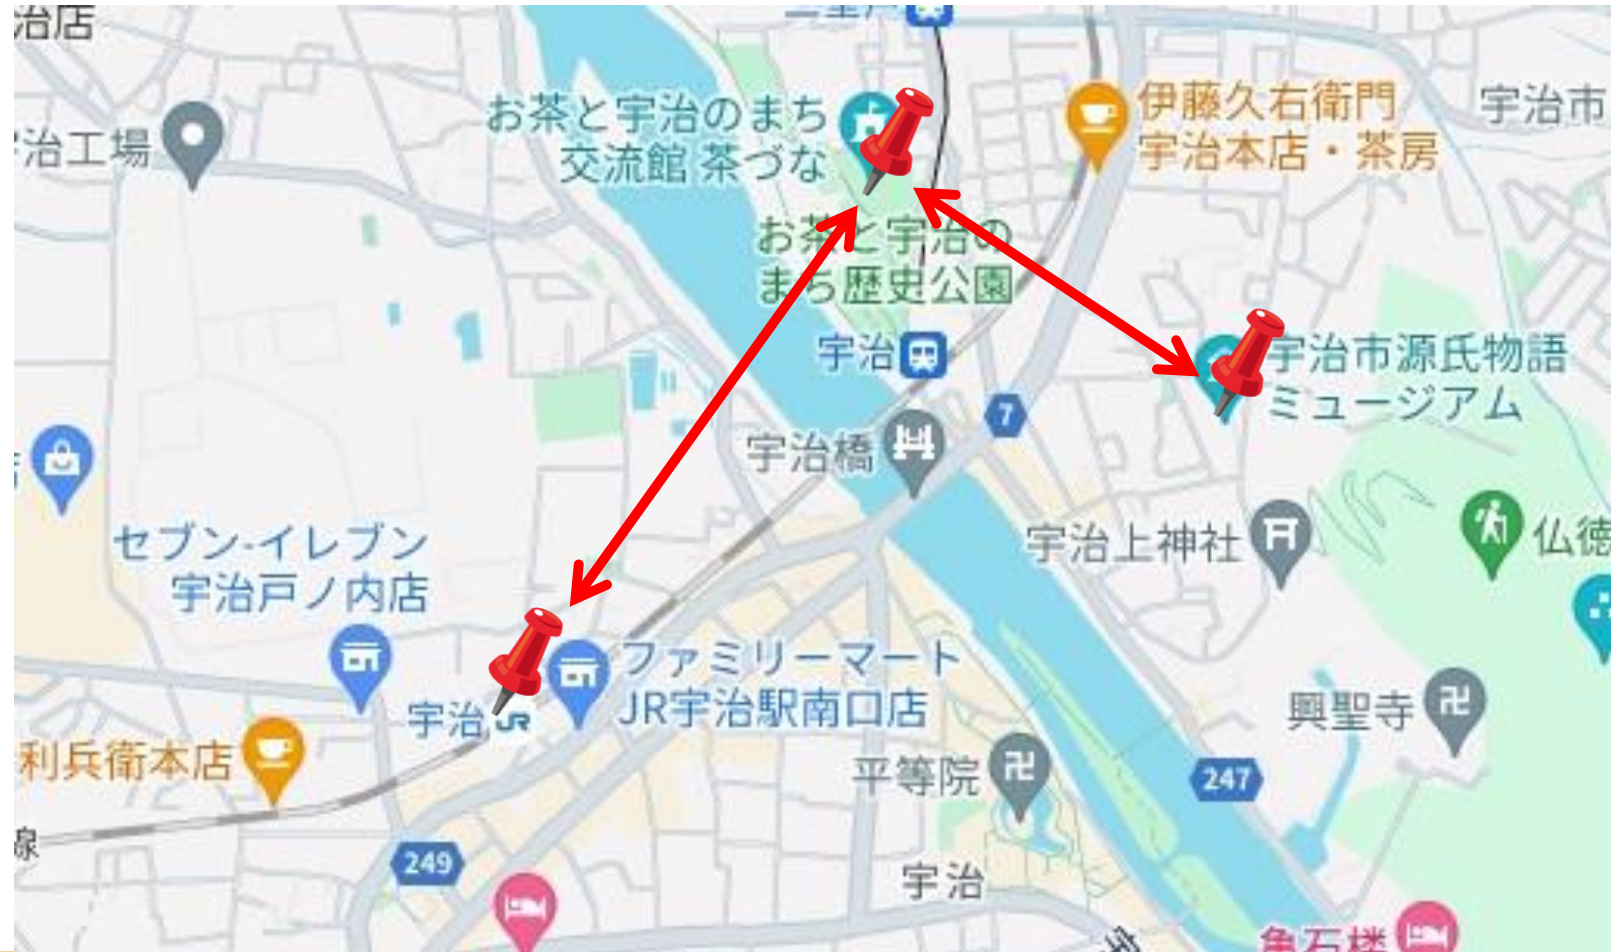 治店
お茶と宇治のまち
交流館 茶づな
伊藤久右衛門
宇治本店・茶房
宇治市
治工場
お茶と宇治の
まち歴史公園
宇治
宇治市源氏物語
ミュージアム
7
宇治橋
セブン-イレブン
宇治戸ノ内店
宇治上神社
仏徳
ファミリーマート
JR宇治駅南口店
宇治 JR
興聖寺
利兵衛本店
平等院
247
線
249
宇治
亀石楼